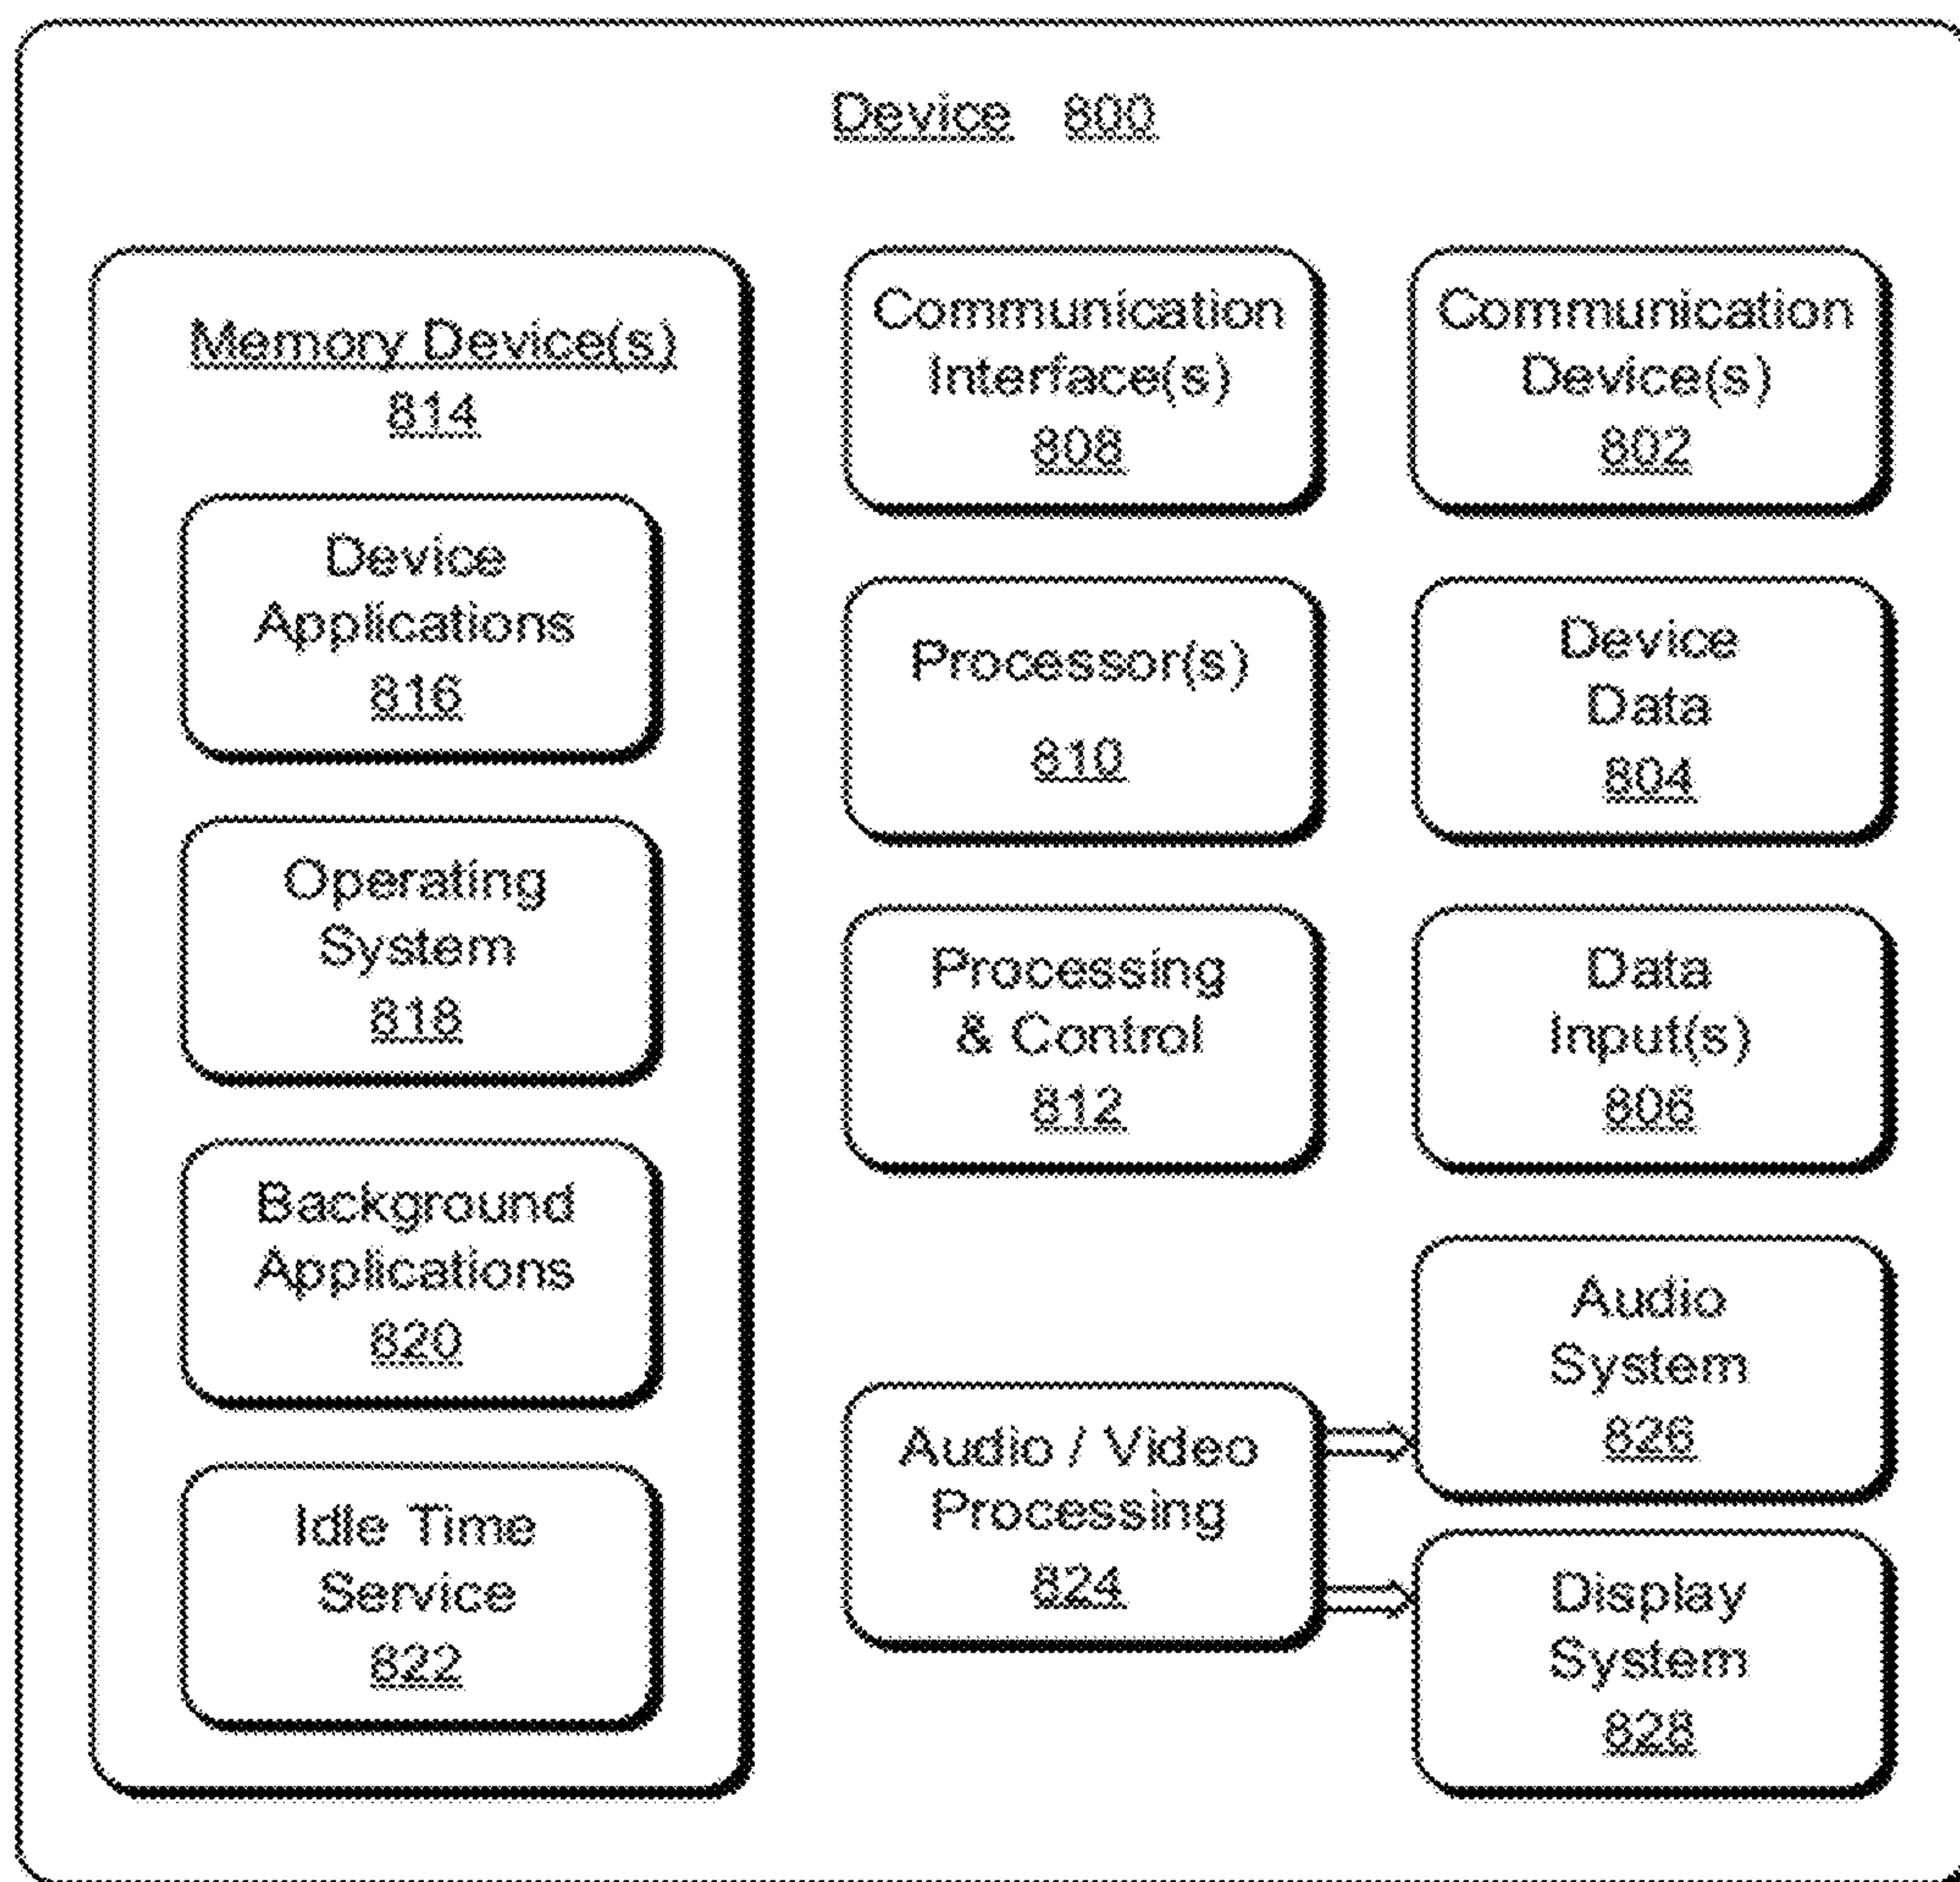 Device 800
Memory Device(s)
814
Device
Applications
816
Operating
System
818
Background
Applications
820
Idle Time
Service
822
Communication
Interface(s)
808
Processor(s)
810
Processing
& Control
812
Audio / Video
Processing
824
Communication
Device(s)
802
Device
Data
804
Data
Input(s)
806
Audio
System
826
Display
System
828